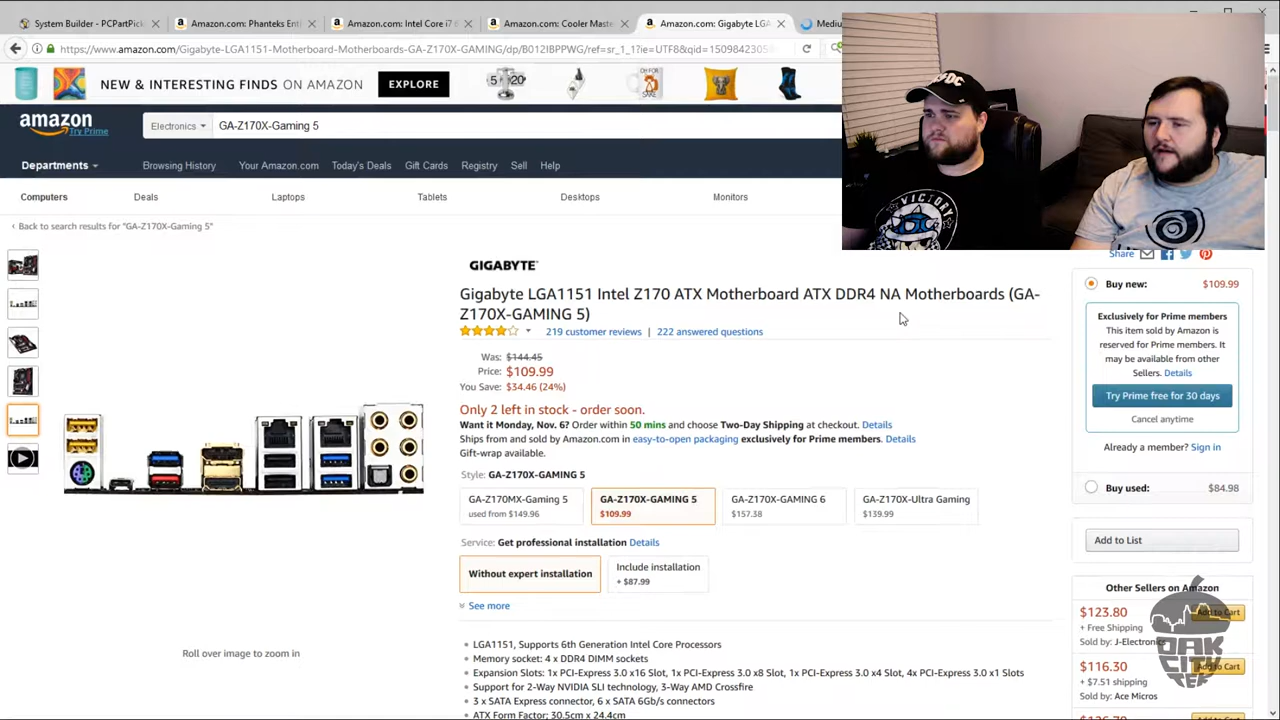 System Builder - PCPartPick
Amazon.com: Phanteks Ent
Amazon.com: Intel Core i7 6
Amazon.com: Cooler Maste
Amazon.com: Gigabyte LGA1
Mediu
https://www.amazon.com/Gigabyte-LGA1151-Motherboard-Motherboards-GA-Z170X-GAMING/dp/B012IBPPWG/ref=sr_1_1?ie=UTF8&qid=1509842305
NEW & INTERESTING FINDS ON AMAZON
EXPLORE
amazon
Try Prime
Electronics
GA-Z170X-Gaming 5
Departments
Browsing History
Your Amazon.com
Today's Deals
Gift Cards
Registry
Sell
Help
Computers
Deals
Laptops
Tablets
Desktops
Monitors
VICTORY
‹ Back to search results for "GA-Z170X-Gaming 5"
Share
GIGABYTE
Gigabyte LGA1151 Intel Z170 ATX Motherboard ATX DDR4 NA Motherboards (GA-
Z170X-GAMING 5)
219 customer reviews | 222 answered questions
Was: $144.45
Price: $109.99
You Save: $34.46 (24%)
Only 2 left in stock - order soon.
Want it Monday, Nov. 6? Order within 50 mins and choose Two-Day Shipping at checkout. Details
Ships from and sold by Amazon.com in easy-to-open packaging exclusively for Prime members. Details
Gift-wrap available.
Style: GA-Z170X-GAMING 5
GA-Z170MX-Gaming 5
used from $149.96
GA-Z170X-GAMING 5
$109.99
GA-Z170X-GAMING 6
$157.38
GA-Z170X-Ultra Gaming
$139.99
Service: Get professional installation Details
Without expert installation
Include installation
+ $87.99
See more
Roll over image to zoom in
• LGA1151, Supports 6th Generation Intel Core Processors
• Memory socket: 4 x DDR4 DIMM sockets
• Expansion Slots: 1x PCI-Express 3.0 x16 Slot, 1x PCI-Express 3.0 x8 Slot, 1x PCI-Express 3.0 x4 Slot, 4x PCI-Express 3.0 x1 Slots
• Support for 2-Way NVIDIA SLI technology, 3-Way AMD Crossfire
• 3 x SATA Express connector, 6 x SATA 6Gb/s connectors
• ATX Form Factor; 30.5cm x 24.4cm
Buy new: $109.99
Exclusively for Prime members
This item sold by Amazon is
reserved for Prime members. It
may be available from other
Sellers. Details
Try Prime free for 30 days
Cancel anytime
Already a member? Sign in
Buy used: $84.98
Add to List
Other Sellers on Amazon
$123.80
Add to Cart
+ Free Shipping
Sold by: J-Electronics
$116.30
Add to Cart
+ $7.51 shipping
Sold by: Ace Micros
OAK
CITY